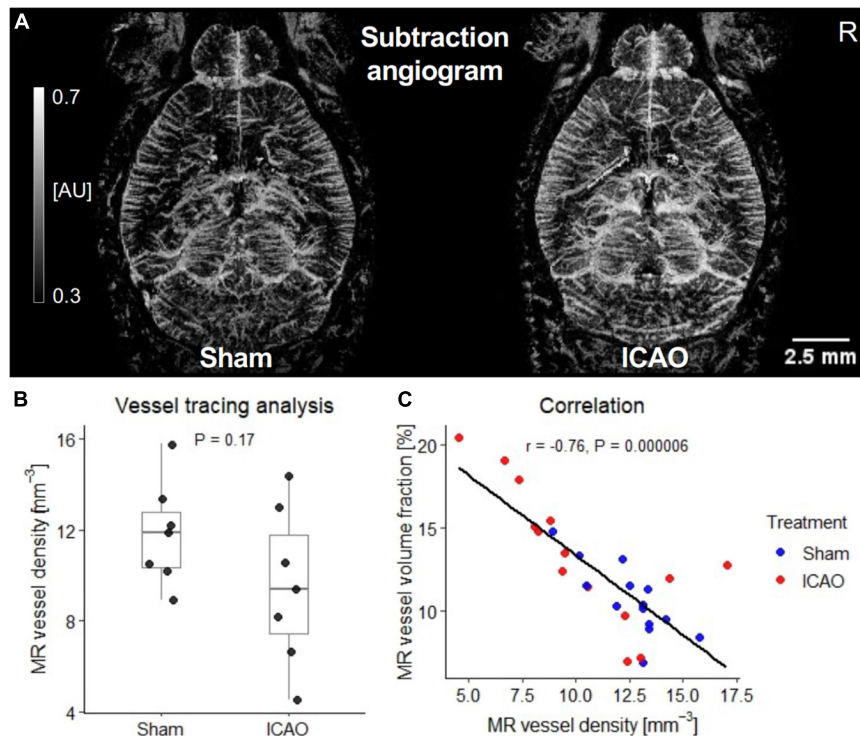 A
Subtraction
angiogram
R
0.7
[AU]
0.3
Sham
ICAO
2.5 mm
B
Vessel tracing analysis
P = 0.17
MR vessel density [mm⁻³]
16
12
8
4
Sham
ICAO
C
Correlation
r = -0.76, P = 0.000006
MR vessel volume fraction [%]
20
15
10
5.0 7.5 10.0 12.5 15.0 17.5
MR vessel density [mm⁻³]
Treatment
Sham
ICAO